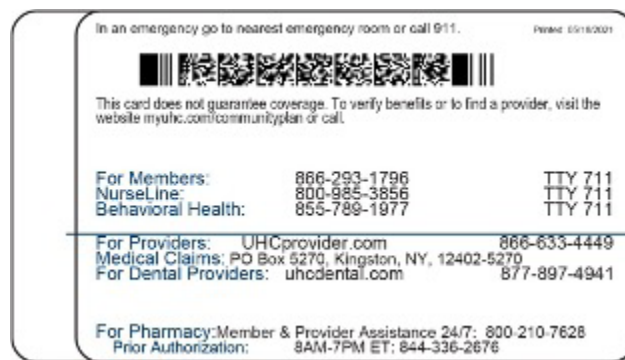 In an emergency go to nearest emergency room or call 911. Printed: 05/18/2021
This card does not guarantee coverage. To verify benefits or to find a provider, visit the
website myuhc.com/communityplan or call.
For Members: 866-293-1796 TTY 711
NurseLine: 800-985-3856 TTY 711
Behavioral Health: 855-789-1977 TTY 711
For Providers: UHCprovider.com 866-633-4449
Medical Claims: PO Box 5270, Kingston, NY, 12402-5270
For Dental Providers: uhcdental.com 877-897-4941
For Pharmacy:Member & Provider Assistance 24/7: 800-210-7628
Prior Authorization: 8AM-7PM ET: 844-336-2676